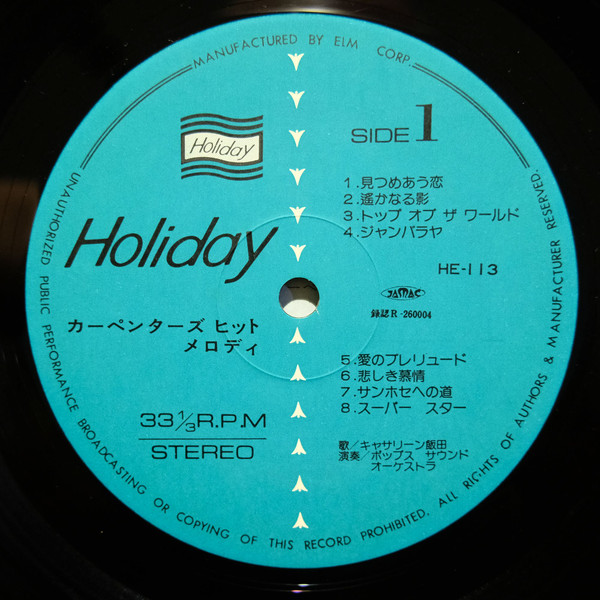 MANUFACTURED BY ELM CORP.
Holiday
SIDE 1
1.見つめあう恋
2.遙かなる影
3.トップ オブ ザ ワールド
4.ジャンバラヤ
Holiday
HE-113
JASRAC
録認R-260004
カーペンターズ ヒット
メロディ
5.愛のプレリュード
6.悲しき慕情
7.サンホセへの道
8.スーパー スター
33 1/3 R.P.M
STEREO
歌/キャサリーン飯田
演奏/ポップス サウンド
オーケストラ
UNAUTHORIZED PUBLIC PERFORMANCE BROADCASTING OR COPYING OF THIS RECORD PROHIBITED. ALL RIGHTS OF AUTHORS & MANUFACTURER RESERVED.